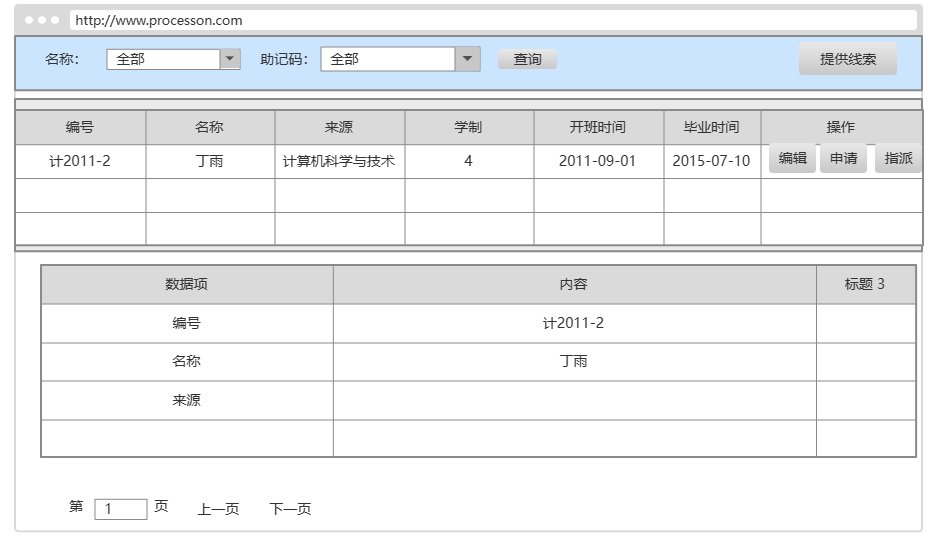 http://www.processon.com
名称： 全部 助记码： 全部 查询 提供线索
编号 名称 来源 学制 开班时间 毕业时间 操作
计2011-2 丁雨 计算机科学与技术 4 2011-09-01 2015-07-10 编辑 申请 指派
数据项 内容 标题 3
编号 计2011-2
名称 丁雨
来源
第 1 页 上一页 下一页